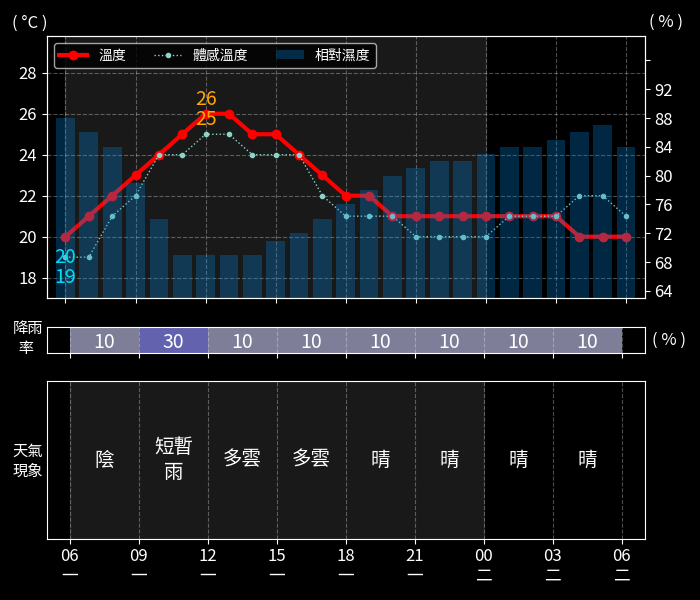 ( °C )
( % )
溫度 體感溫度 相對濕度
28
26
24
22
20
18
92
88
84
80
76
72
68
64
26
25
20
19
降雨
率
10 30 10 10 10 10 10 10
( % )
天氣
現象
陰 短暫
雨 多雲 多雲 晴 晴 晴 晴
06 09 12 15 18 21 00 03 06
一 一 一 一 一 一 二 二 二